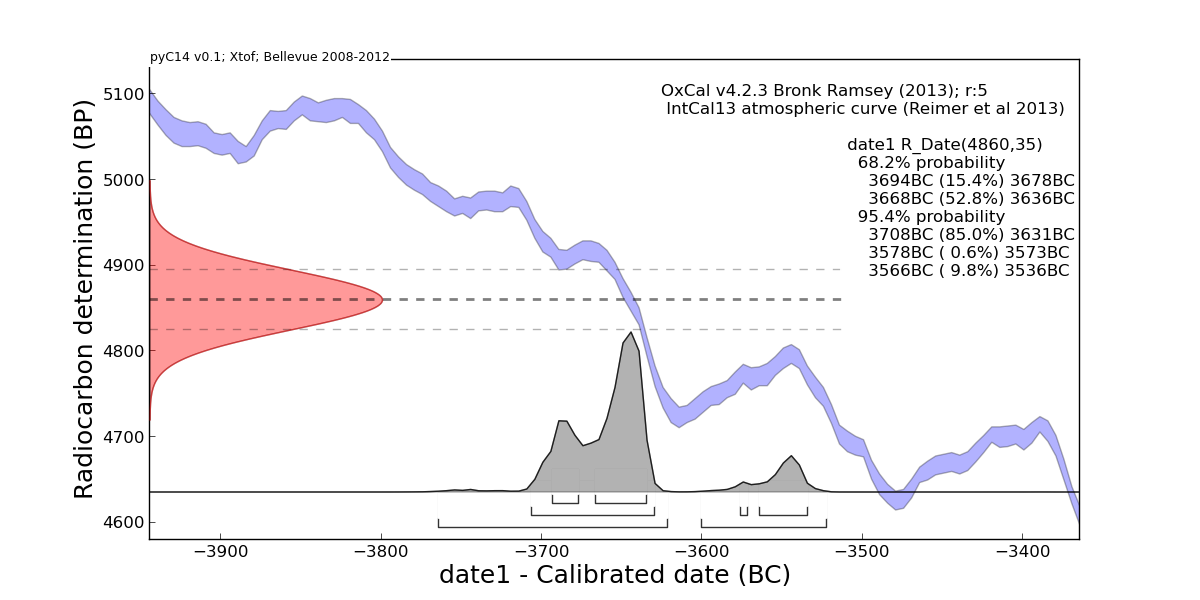 pyC14 v0.1; Xtof; Bellevue 2008-2012
OxCal v4.2.3 Bronk Ramsey (2013); r:5
IntCal13 atmospheric curve (Reimer et al 2013)
date1 R_Date(4860,35)
68.2% probability
3694BC (15.4%) 3678BC
3668BC (52.8%) 3636BC
95.4% probability
3708BC (85.0%) 3631BC
3578BC ( 0.6%) 3573BC
3566BC ( 9.8%) 3536BC
Radiocarbon determination (BP)
5100
5000
4900
4800
4700
4600
−3900 −3800 −3700 −3600 −3500 −3400
date1 - Calibrated date (BC)